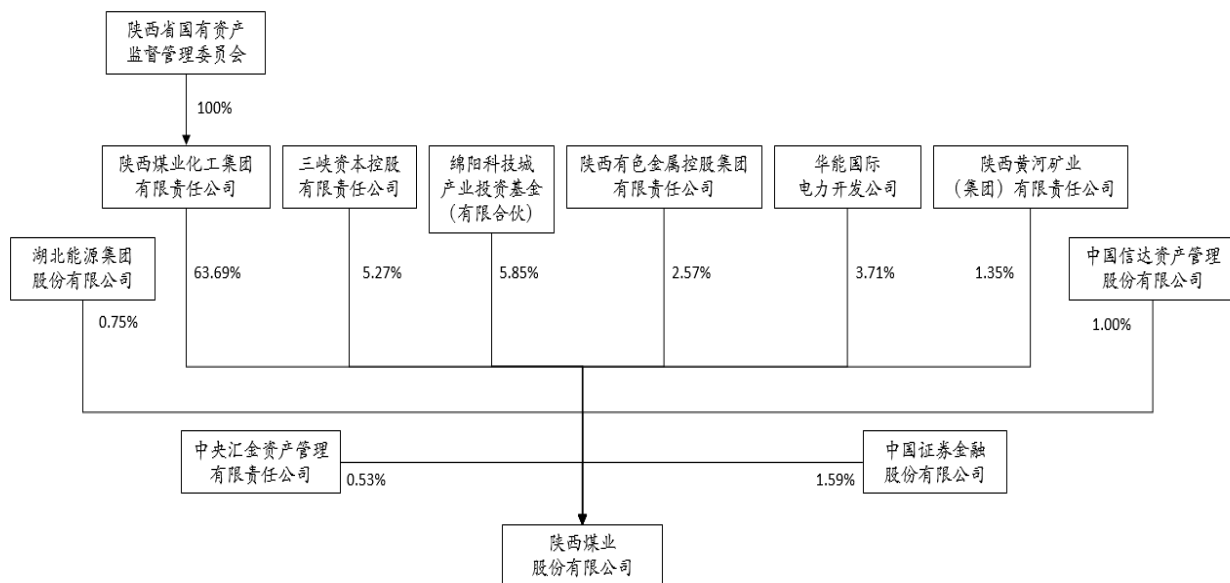 陕西省国有资产
监督管理委员会
100%
陕西煤业化工集团
有限责任公司
三峡资本控股
有限责任公司
绵阳科技城
产业投资基金
（有限合伙）
陕西有色金属控股集团
有限责任公司
华能国际
电力开发公司
陕西黄河矿业
（集团）有限责任公司
湖北能源集团
股份有限公司
63.69%
5.27%
5.85%
2.57%
3.71%
1.35%
中国信达资产管理
股份有限公司
0.75%
1.00%
中央汇金资产管理
有限责任公司
0.53%
1.59%
中国证券金融
股份有限公司
陕西煤业
股份有限公司